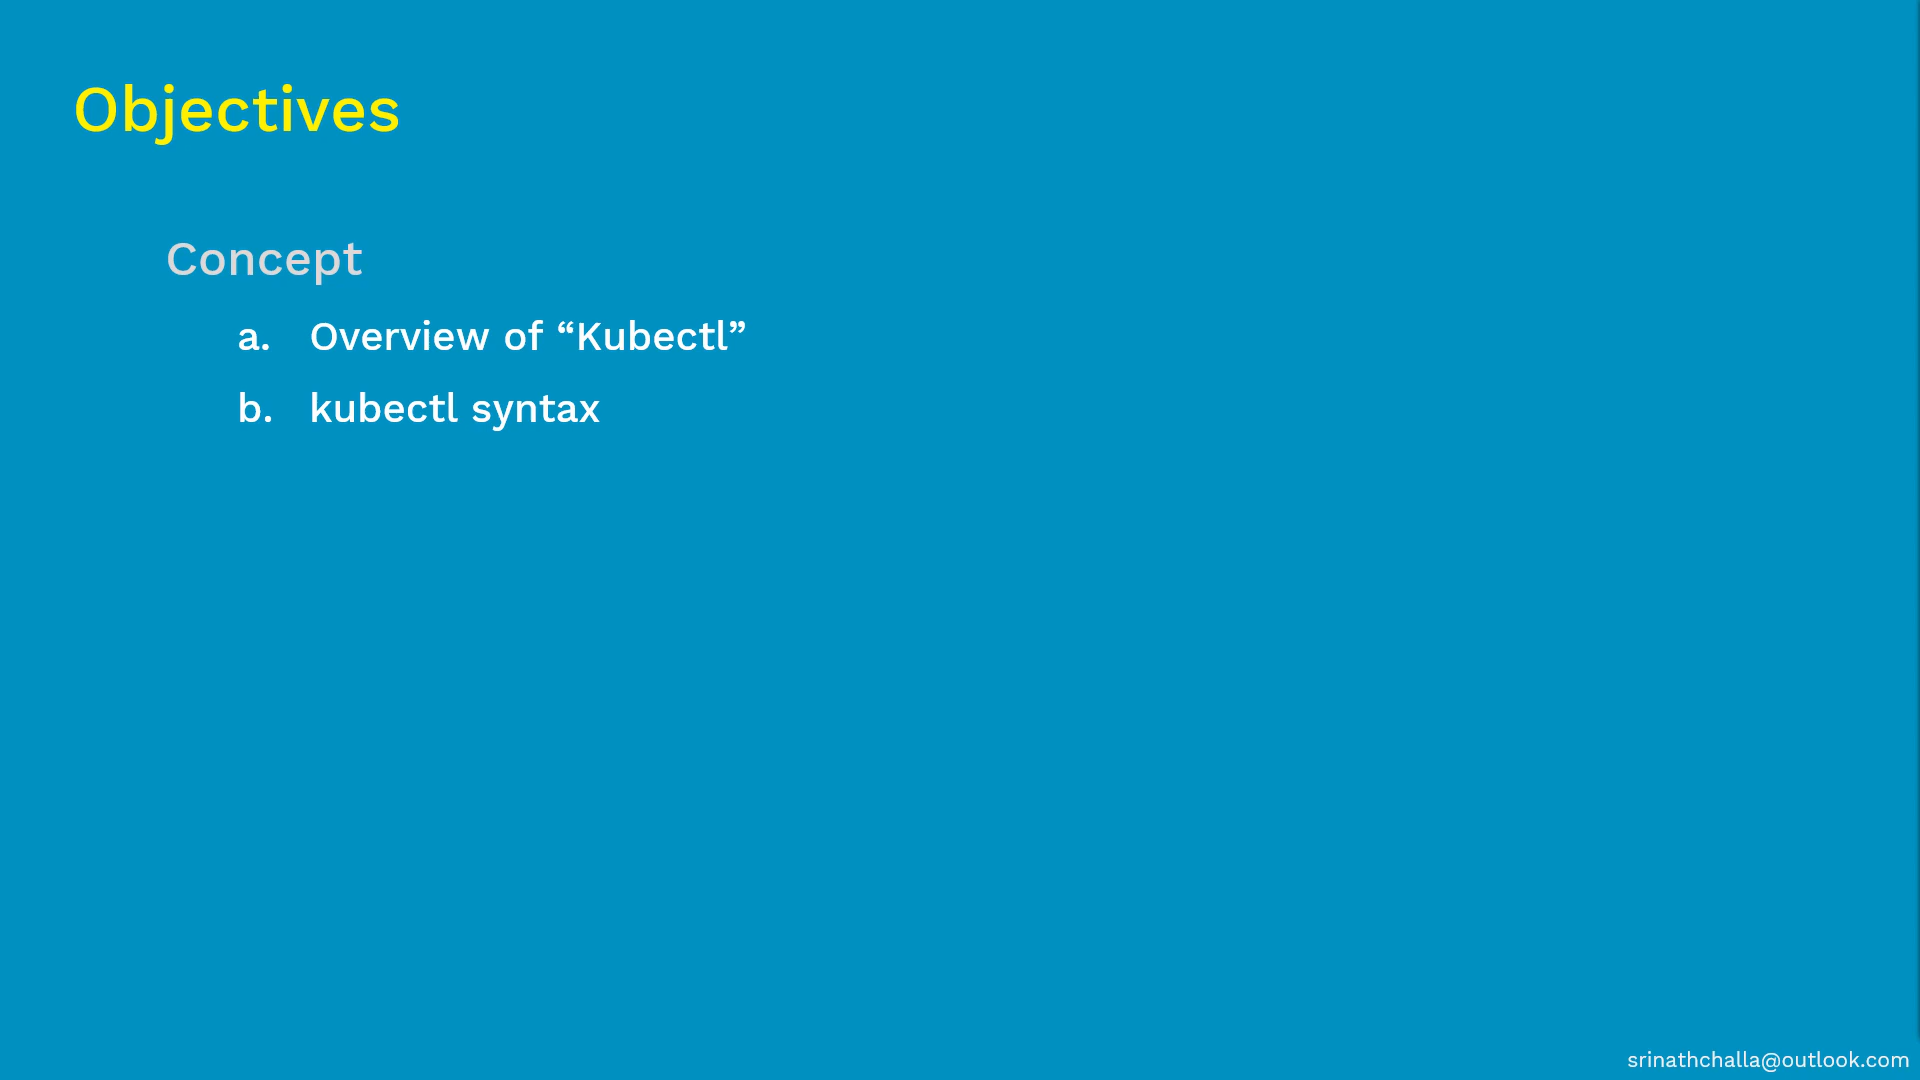 Objectives
Concept
a. Overview of “Kubectl”
b. kubectl syntax
srinathchalla@outlook.com